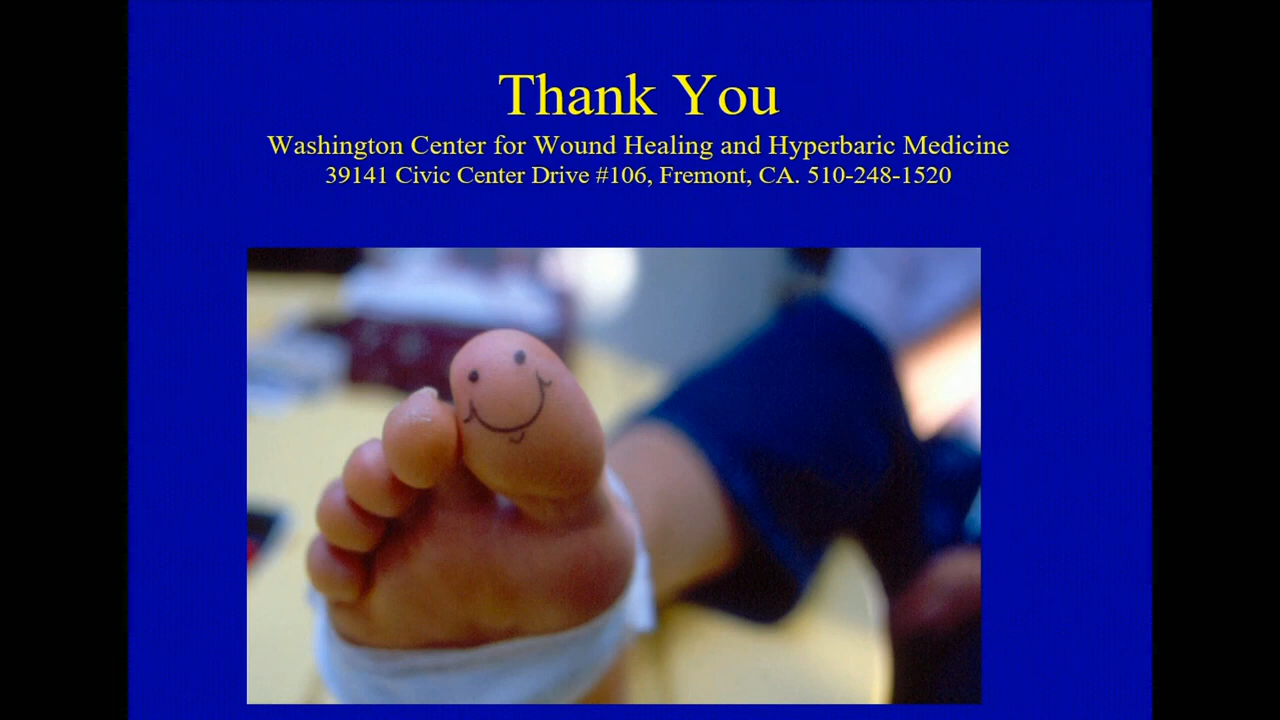 Thank You
Washington Center for Wound Healing and Hyperbaric Medicine
39141 Civic Center Drive #106, Fremont, CA. 510-248-1520